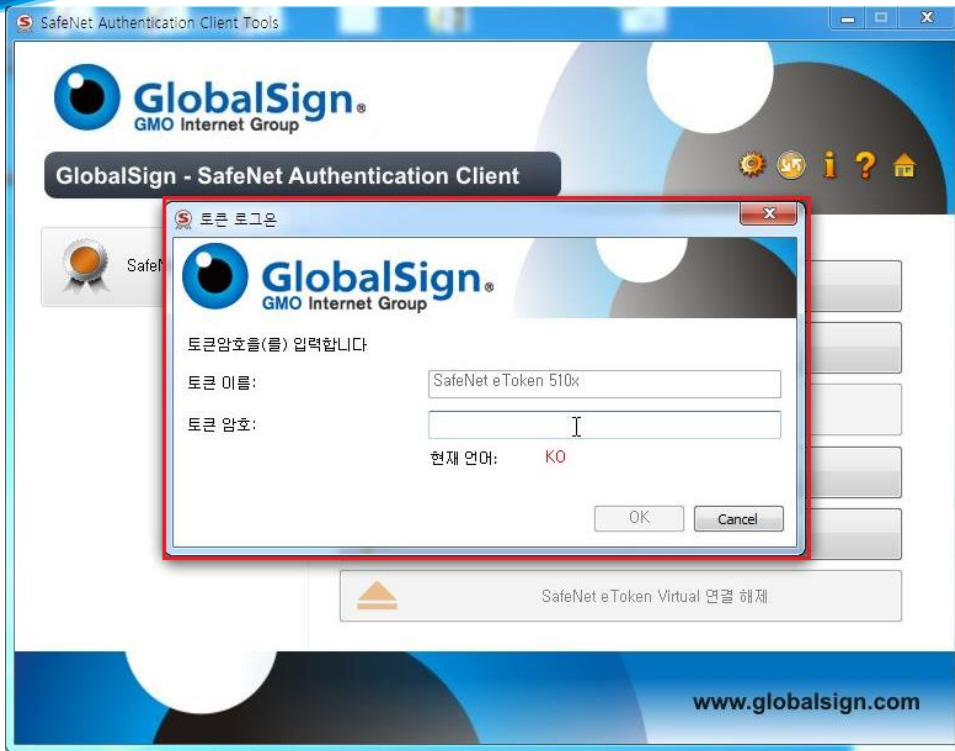 SafeNet Authentication Client Tools
GlobalSign®
GMO Internet Group
GlobalSign - SafeNet Authentication Client
토큰 로그온
GlobalSign®
GMO Internet Group
토큰암호을(를) 입력합니다
토큰 이름:
SafeNet eToken 510x
토큰 암호:
현재 언어: KO
OK
Cancel
SafeNet eToken Virtual 연결 해제
www.globalsign.com